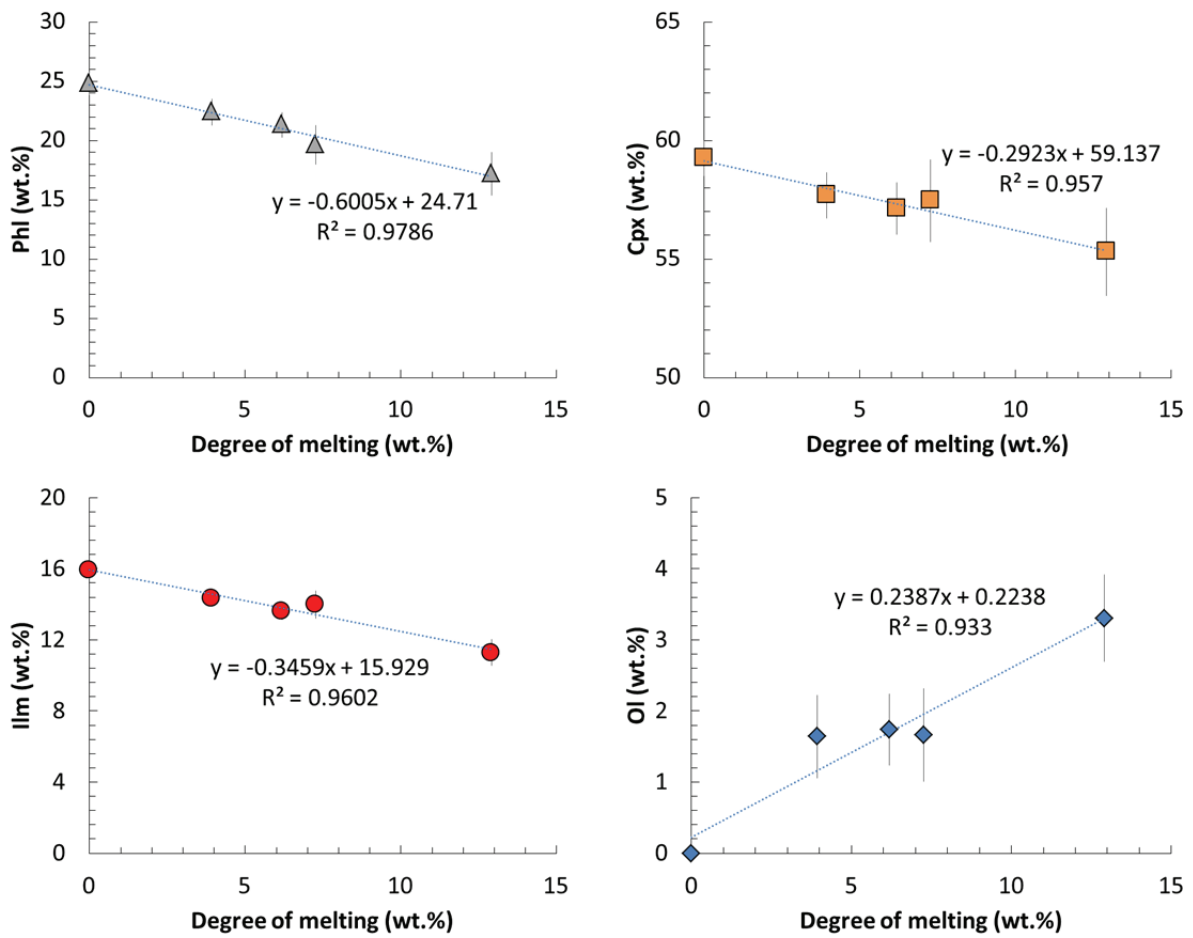 30
25
20
15
10
5
0
Phl (wt.%)
y = -0.6005x + 24.71
R² = 0.9786
0 5 10 15
Degree of melting (wt.%)
65
60
55
50
Cpx (wt.%)
y = -0.2923x + 59.137
R² = 0.957
0 5 10 15
Degree of melting (wt.%)
20
16
12
8
4
0
Ilm (wt.%)
y = -0.3459x + 15.929
R² = 0.9602
0 5 10 15
Degree of melting (wt.%)
5
4
3
2
1
0
Ol (wt.%)
y = 0.2387x + 0.2238
R² = 0.933
0 5 10 15
Degree of melting (wt.%)